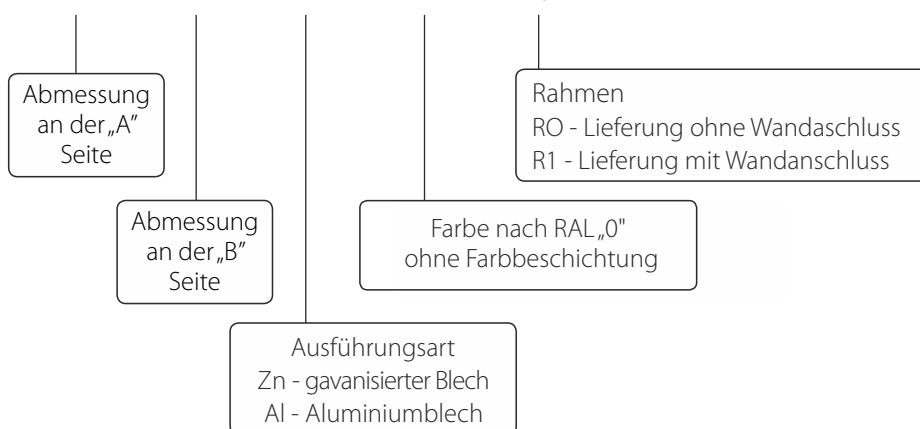 Abmessung
an der „A”
Seite
Rahmen
RO - Lieferung ohne Wandaschluss
R1 - Lieferung mit Wandanschluss
Abmessung
an der „B”
Seite
Farbe nach RAL „0"
ohne Farbbeschichtung
Ausführungsart
Zn - gavanisierter Blech
Al - Aluminiumblech